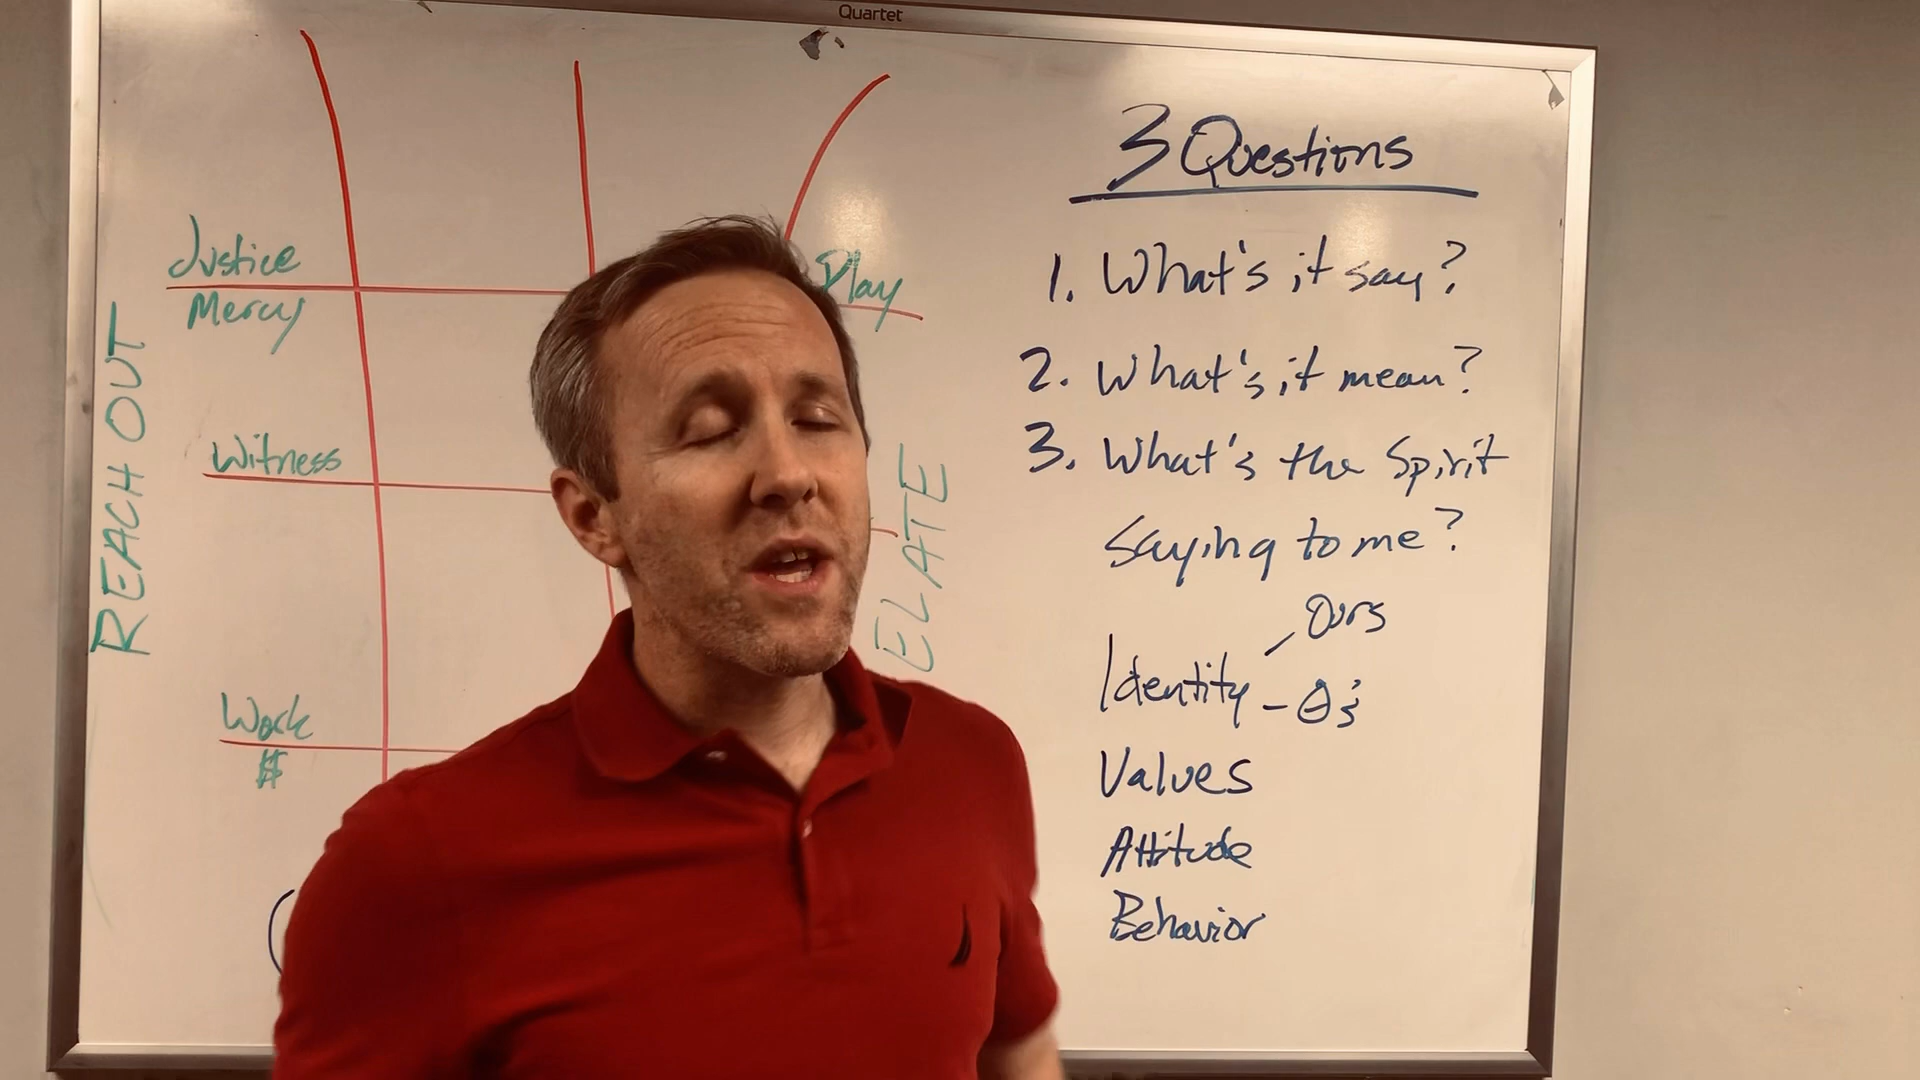 Quartet
Justice
Mercy
REACH OUT
Witness
Work
$
Play
ELATE
3 Questions
1. What's it say?
2. What's it mean?
3. What's the Spirit
saying to me?
Identity - Ours
- Θ's
Values
Attitude
Behavior